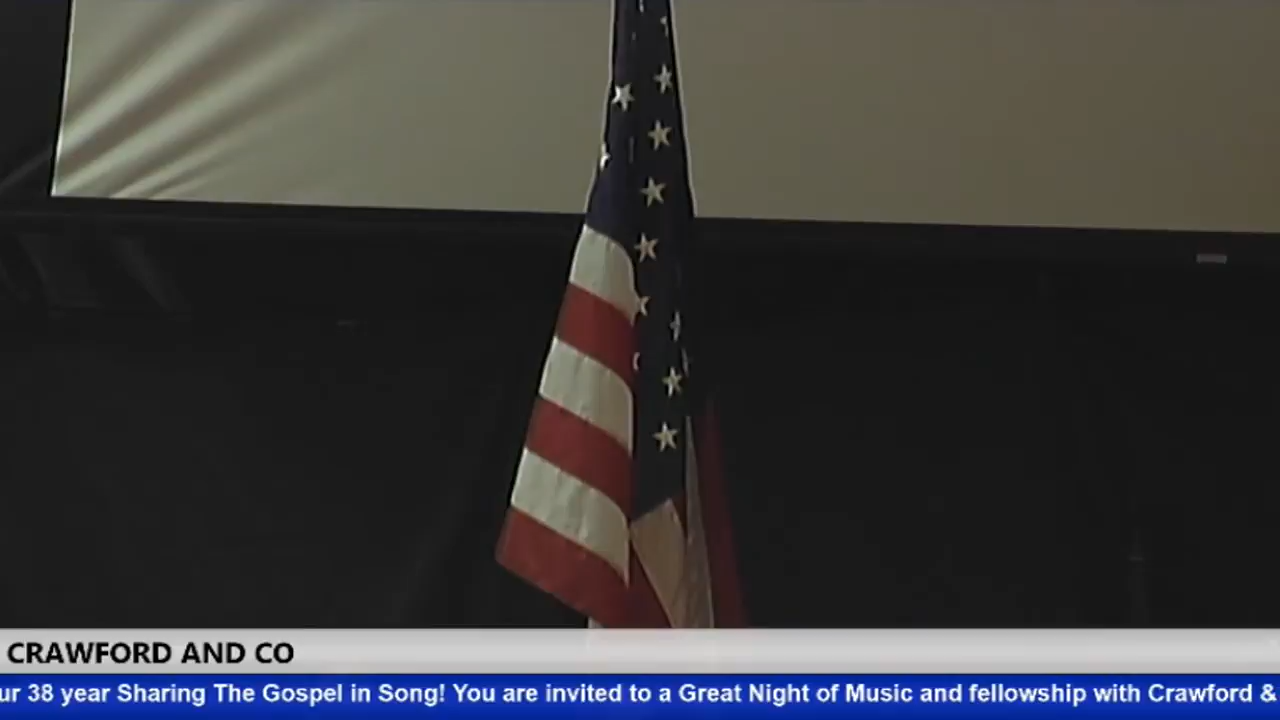 CRAWFORD AND CO
ur 38 year Sharing The Gospel in Song! You are invited to a Great Night of Music and fellowship with Crawford &